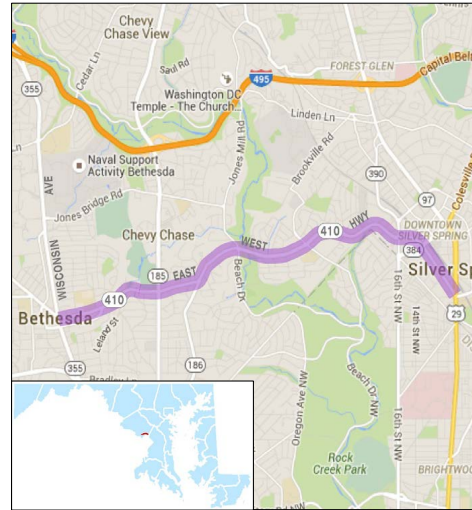 Chevy
Chase View
Cedar Ln
Saul Rd
355
495
FOREST GLEN
Capital Bel
Washington DC
Temple - The Church...
Linden Ln
Jones Mill Rd
Brookville Rd
Naval Support
Activity Bethesda
390
97
Colesville
Jones Bridge Rd
WISCONSIN AVE
Chevy Chase
DOWNTOWN
SILVER SPRING
EAST WEST HWY
410
410
410
185
384
Silver Sp
Bethesda
Leland St
Beach Dr
16th St NW
14th St NW
29
355
186
Bradley Ln
Oregon Ave NW
Beach Dr NW
16th St NW
Rock
Creek Park
BRIGHTWO